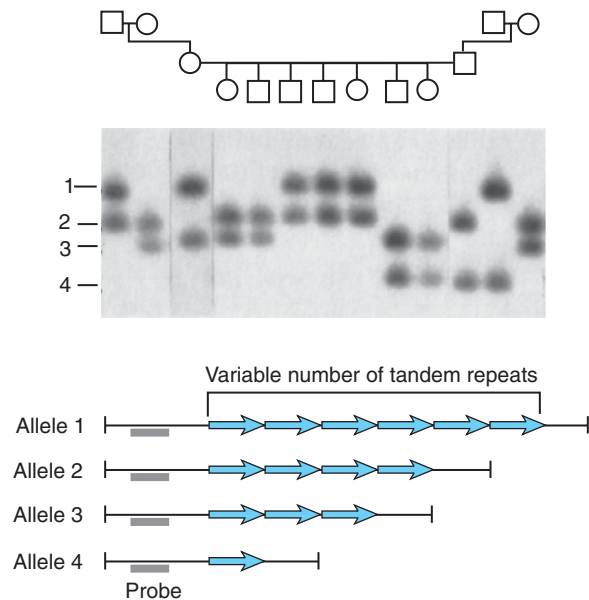 1
2
3
4
Variable number of tandem repeats
Allele 1
Allele 2
Allele 3
Allele 4
Probe